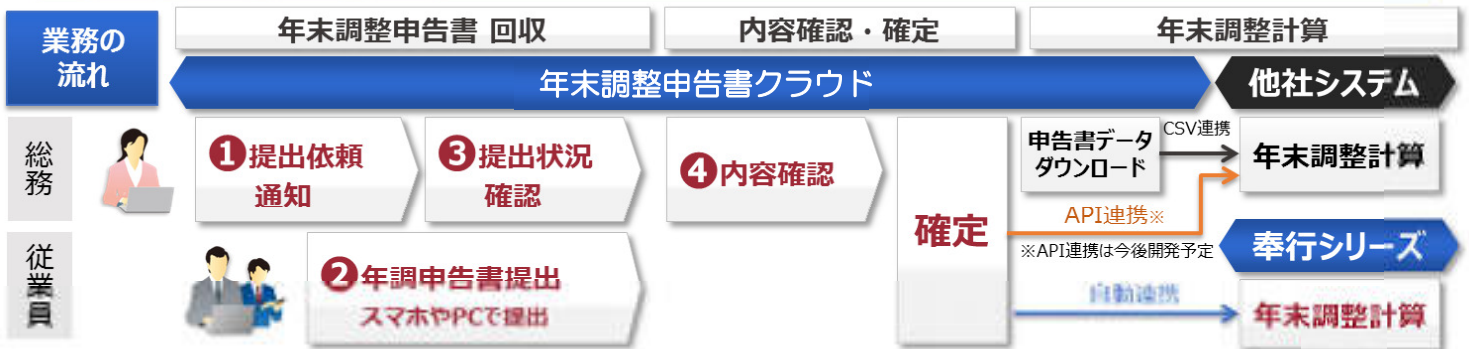 業務の
流れ
年末調整申告書 回収
内容確認・確定
年末調整計算
年末調整申告書クラウド
他社システム
総務
❶提出依頼
通知
❸提出状況
確認
❹内容確認
確定
申告書データ
ダウンロード
CSV連携
年末調整計算
API連携※
※API連携は今後開発予定
奉行シリーズ
従業員
❷年調申告書提出
スマホやPCで提出
自動連携
年末調整計算